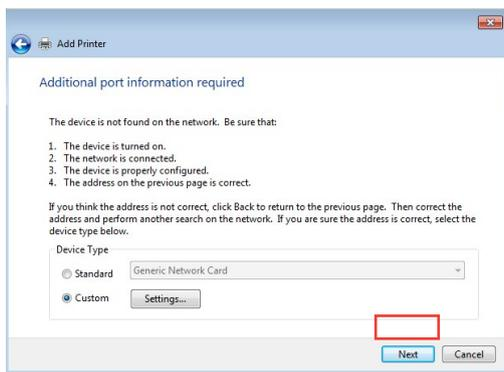 Add Printer
Additional port information required
The device is not found on the network. Be sure that:
1. The device is turned on.
2. The network is connected.
3. The device is properly configured.
4. The address on the previous page is correct.
If you think the address is not correct, click Back to return to the previous page. Then correct the
address and perform another search on the network. If you are sure the address is correct, select the
device type below.
Device Type
Standard Generic Network Card
Custom Settings...
Next Cancel